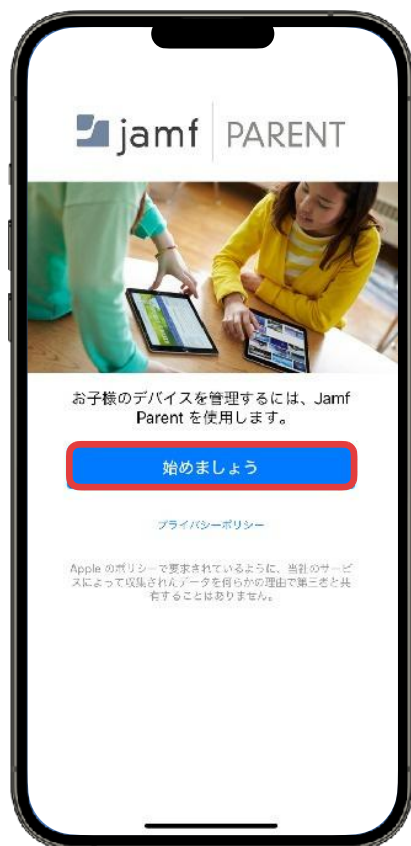 jamf PARENT
お子様のデバイスを管理するには、Jamf
Parent を使用します。
始めましょう
プライバシーポリシー
Apple のポリシーで要求されているように、当社のサービ
スによって収集されたデータを何らかの理由で第三者と共
有することはありません。